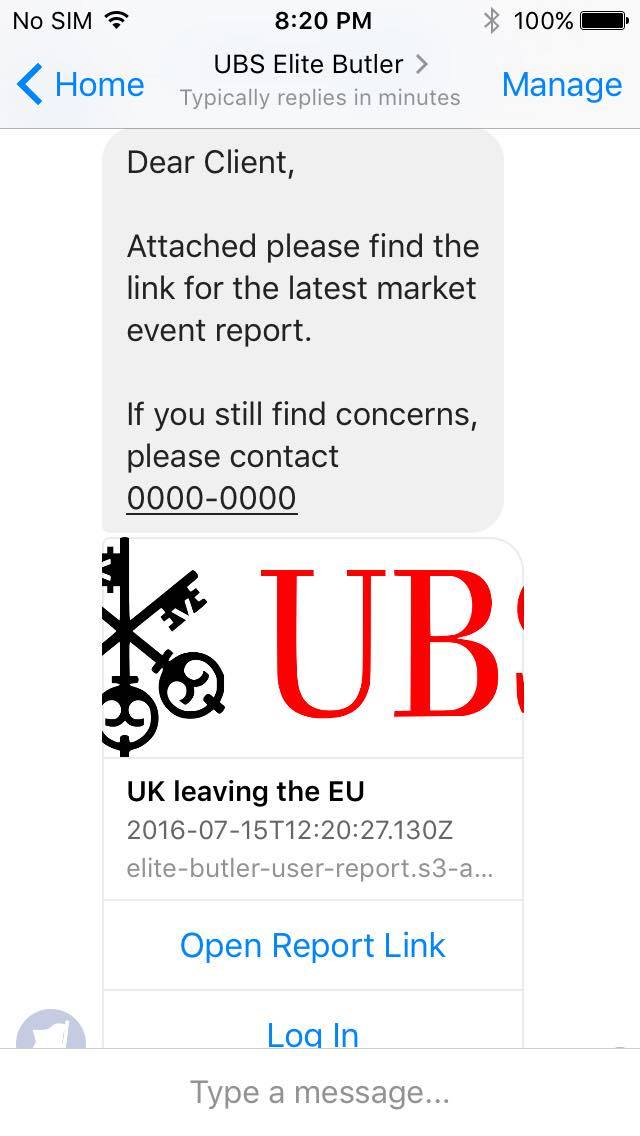 No SIM 8:20 PM 100%
Home UBS Elite Butler Manage
Typically replies in minutes
Dear Client,
Attached please find the
link for the latest market
event report.
If you still find concerns,
please contact
0000-0000
UBS
UK leaving the EU
2016-07-15T12:20:27.130Z
elite-butler-user-report.s3-a...
Open Report Link
Log In
Type a message...